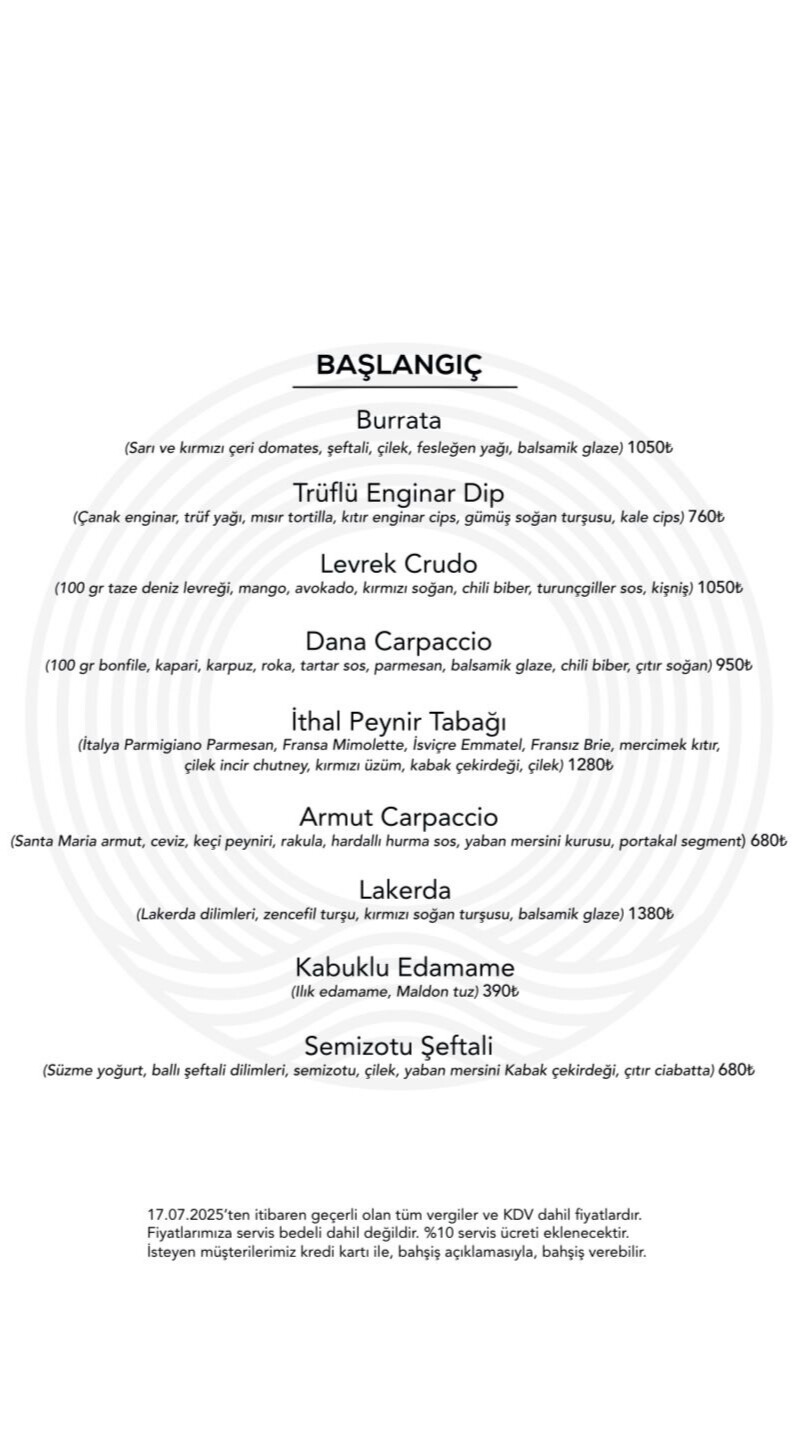 BAŞLANGIÇ
Burrata
(Sarı ve kırmızı çeri domates, şeftali, çilek, fesleğen yağı, balsamik glaze) 1050₺
Trüflü Enginar Dip
(Çanak enginar, trüf yağı, mısır tortilla, kıtır enginar cips, gümüş soğan turşusu, kale cips) 760₺
Levrek Crudo
(100 gr taze deniz levreği, mango, avokado, kırmızı soğan, chili biber, turunçgiller sos, kişniş) 1050₺
Dana Carpaccio
(100 gr bonfile, kapari, karpuz, roka, tartar sos, parmesan, balsamik glaze, chili biber, çıtır soğan) 950₺
İthal Peynir Tabağı
(İtalya Parmigiano Parmesan, Fransa Mimolette, İsviçre Emmatel, Fransız Brie, mercimek kıtır,
çilek incir chutney, kırmızı üzüm, kabak çekirdeği, çilek) 1280₺
Armut Carpaccio
(Santa Maria armut, ceviz, keçi peyniri, rakula, hardallı hurma sos, yaban mersini kurusu, portakal segment) 680₺
Lakerda
(Lakerda dilimleri, zencefil turşu, kırmızı soğan turşusu, balsamik glaze) 1380₺
Kabuklu Edamame
(Ilık edamame, Maldon tuz) 390₺
Semizotu Şeftali
(Süzme yoğurt, ballı şeftali dilimleri, semizotu, çilek, yaban mersini Kabak çekirdeği, çıtır ciabatta) 680₺
17.07.2025'ten itibaren geçerli olan tüm vergiler ve KDV dahil fiyatlardır.
Fiyatlarımıza servis bedeli dahil değildir. %10 servis ücreti eklenecektir.
İsteyen müşterilerimiz kredi kartı ile, bahşiş açıklamasıyla, bahşiş verebilir.